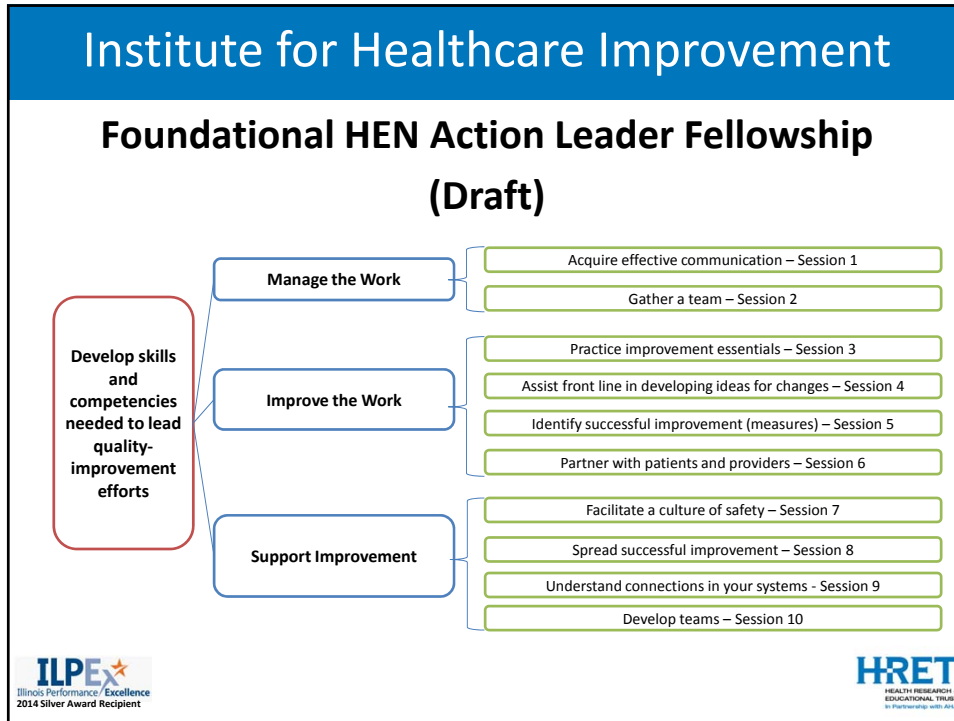 Institute for Healthcare Improvement
Foundational HEN Action Leader Fellowship
(Draft)
Develop skills
and
competencies
needed to lead
quality-
improvement
efforts
Manage the Work
Acquire effective communication – Session 1
Gather a team – Session 2
Improve the Work
Practice improvement essentials – Session 3
Assist front line in developing ideas for changes – Session 4
Identify successful improvement (measures) – Session 5
Partner with patients and providers – Session 6
Support Improvement
Facilitate a culture of safety – Session 7
Spread successful improvement – Session 8
Understand connections in your systems - Session 9
Develop teams – Session 10
ILPEx
Illinois Performance Excellence
2014 Silver Award Recipient
HRET
HEALTH RESEARCH
EDUCATIONAL TRUS
In Partnership with AH